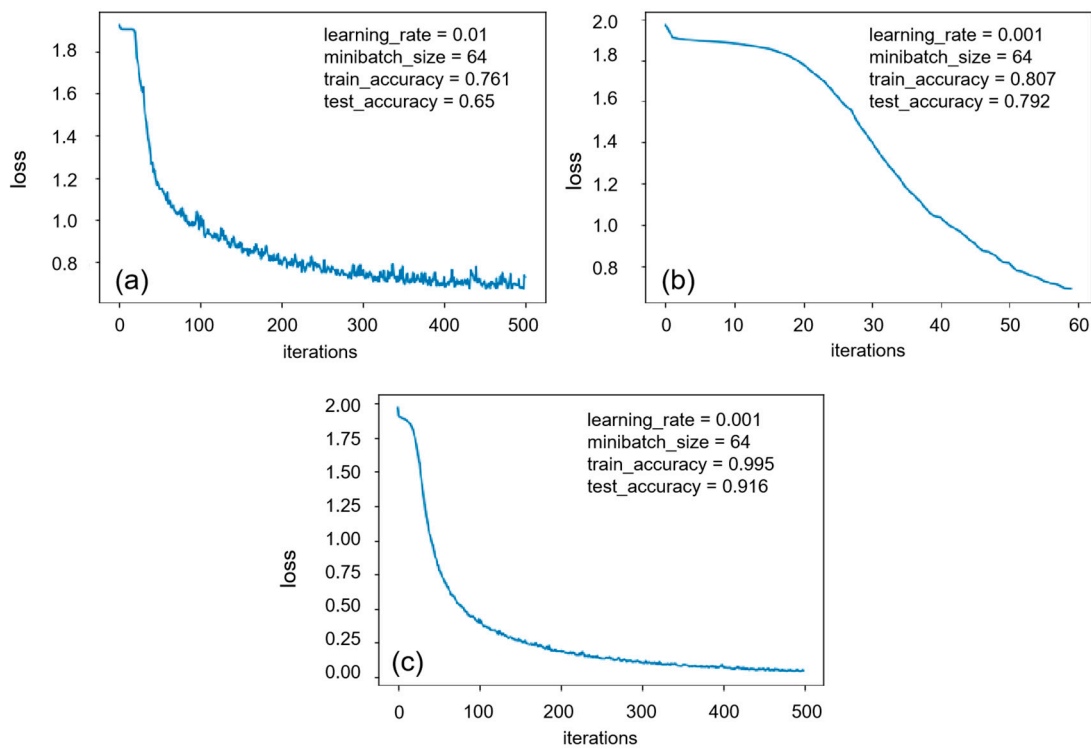 learning_rate = 0.01
minibatch_size = 64
train_accuracy = 0.761
test_accuracy = 0.65
1.8
1.6
1.4
1.2
1.0
0.8
loss
(a)
0
100
200
300
400
500
iterations
learning_rate = 0.001
minibatch_size = 64
train_accuracy = 0.807
test_accuracy = 0.792
2.0
1.8
1.6
1.4
1.2
1.0
0.8
loss
(b)
0
10
20
30
40
50
60
iterations
learning_rate = 0.001
minibatch_size = 64
train_accuracy = 0.995
test_accuracy = 0.916
2.00
1.75
1.50
1.25
1.00
0.75
0.50
0.25
0.00
loss
(c)
0
100
200
300
400
500
iterations